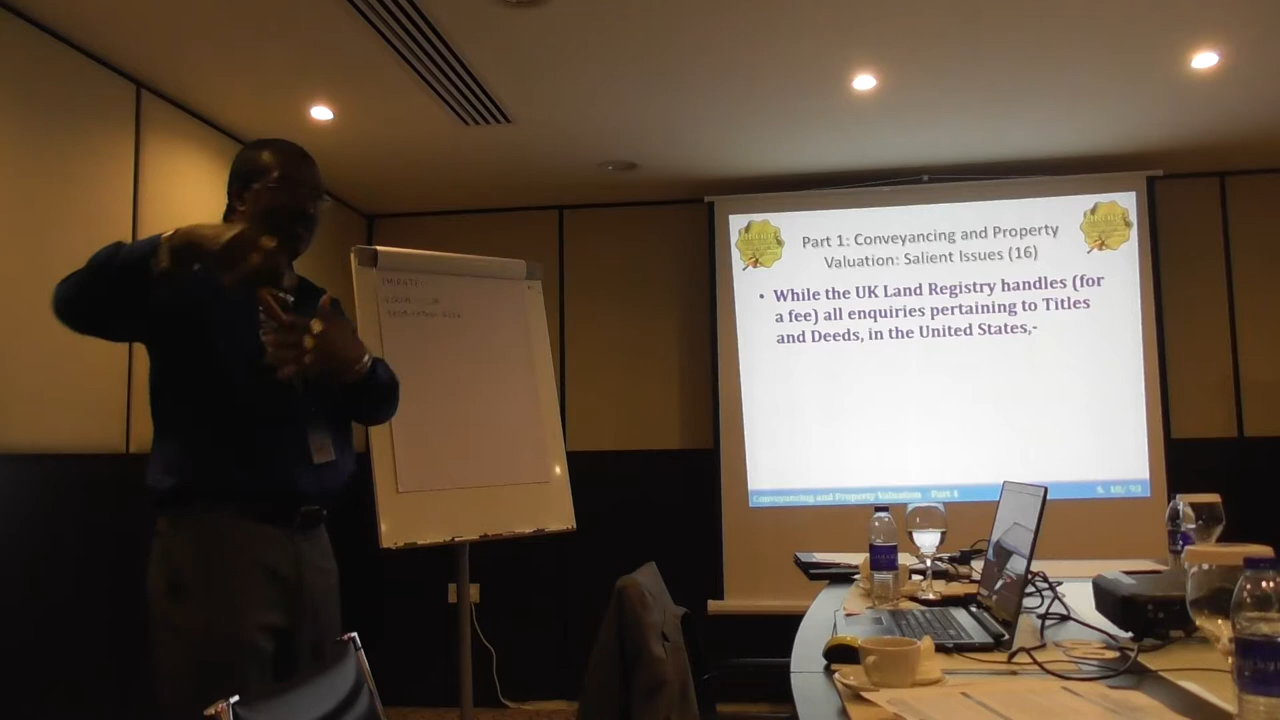 Part 1: Conveyancing and Property
Valuation: Salient Issues (16)
• While the UK Land Registry handles (for
a fee) all enquiries pertaining to Titles
and Deeds, in the United States,-
Conveyancing and Property Valuation - Part 1